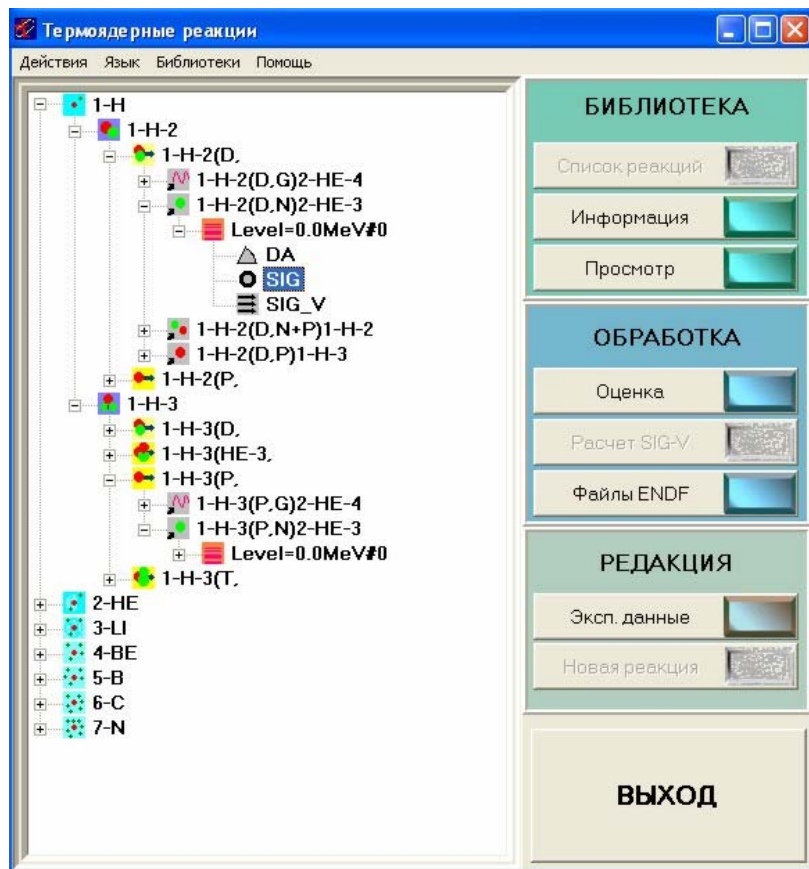 Термоядерные реакции
Действия Язык Библиотеки Помощь
1-H
1-H-2
1-H-2(D,
1-H-2(D,G)2-HE-4
1-H-2(D,N)2-HE-3
Level=0.0MeV#0
DA
SIG
SIG_V
1-H-2(D,N+P)1-H-2
1-H-2(D,P)1-H-3
1-H-2(P,
1-H-3
1-H-3(D,
1-H-3(HE-3,
1-H-3(P,
1-H-3(P,G)2-HE-4
1-H-3(P,N)2-HE-3
Level=0.0MeV#0
1-H-3(T,
2-HE
3-LI
4-BE
5-B
6-C
7-N
БИБЛИОТЕКА
Список реакций
Информация
Просмотр
ОБРАБОТКА
Оценка
Расчет SIG-V
Файлы ENDF
РЕДАКЦИЯ
Эксп. данные
Новая реакция
ВЫХОД